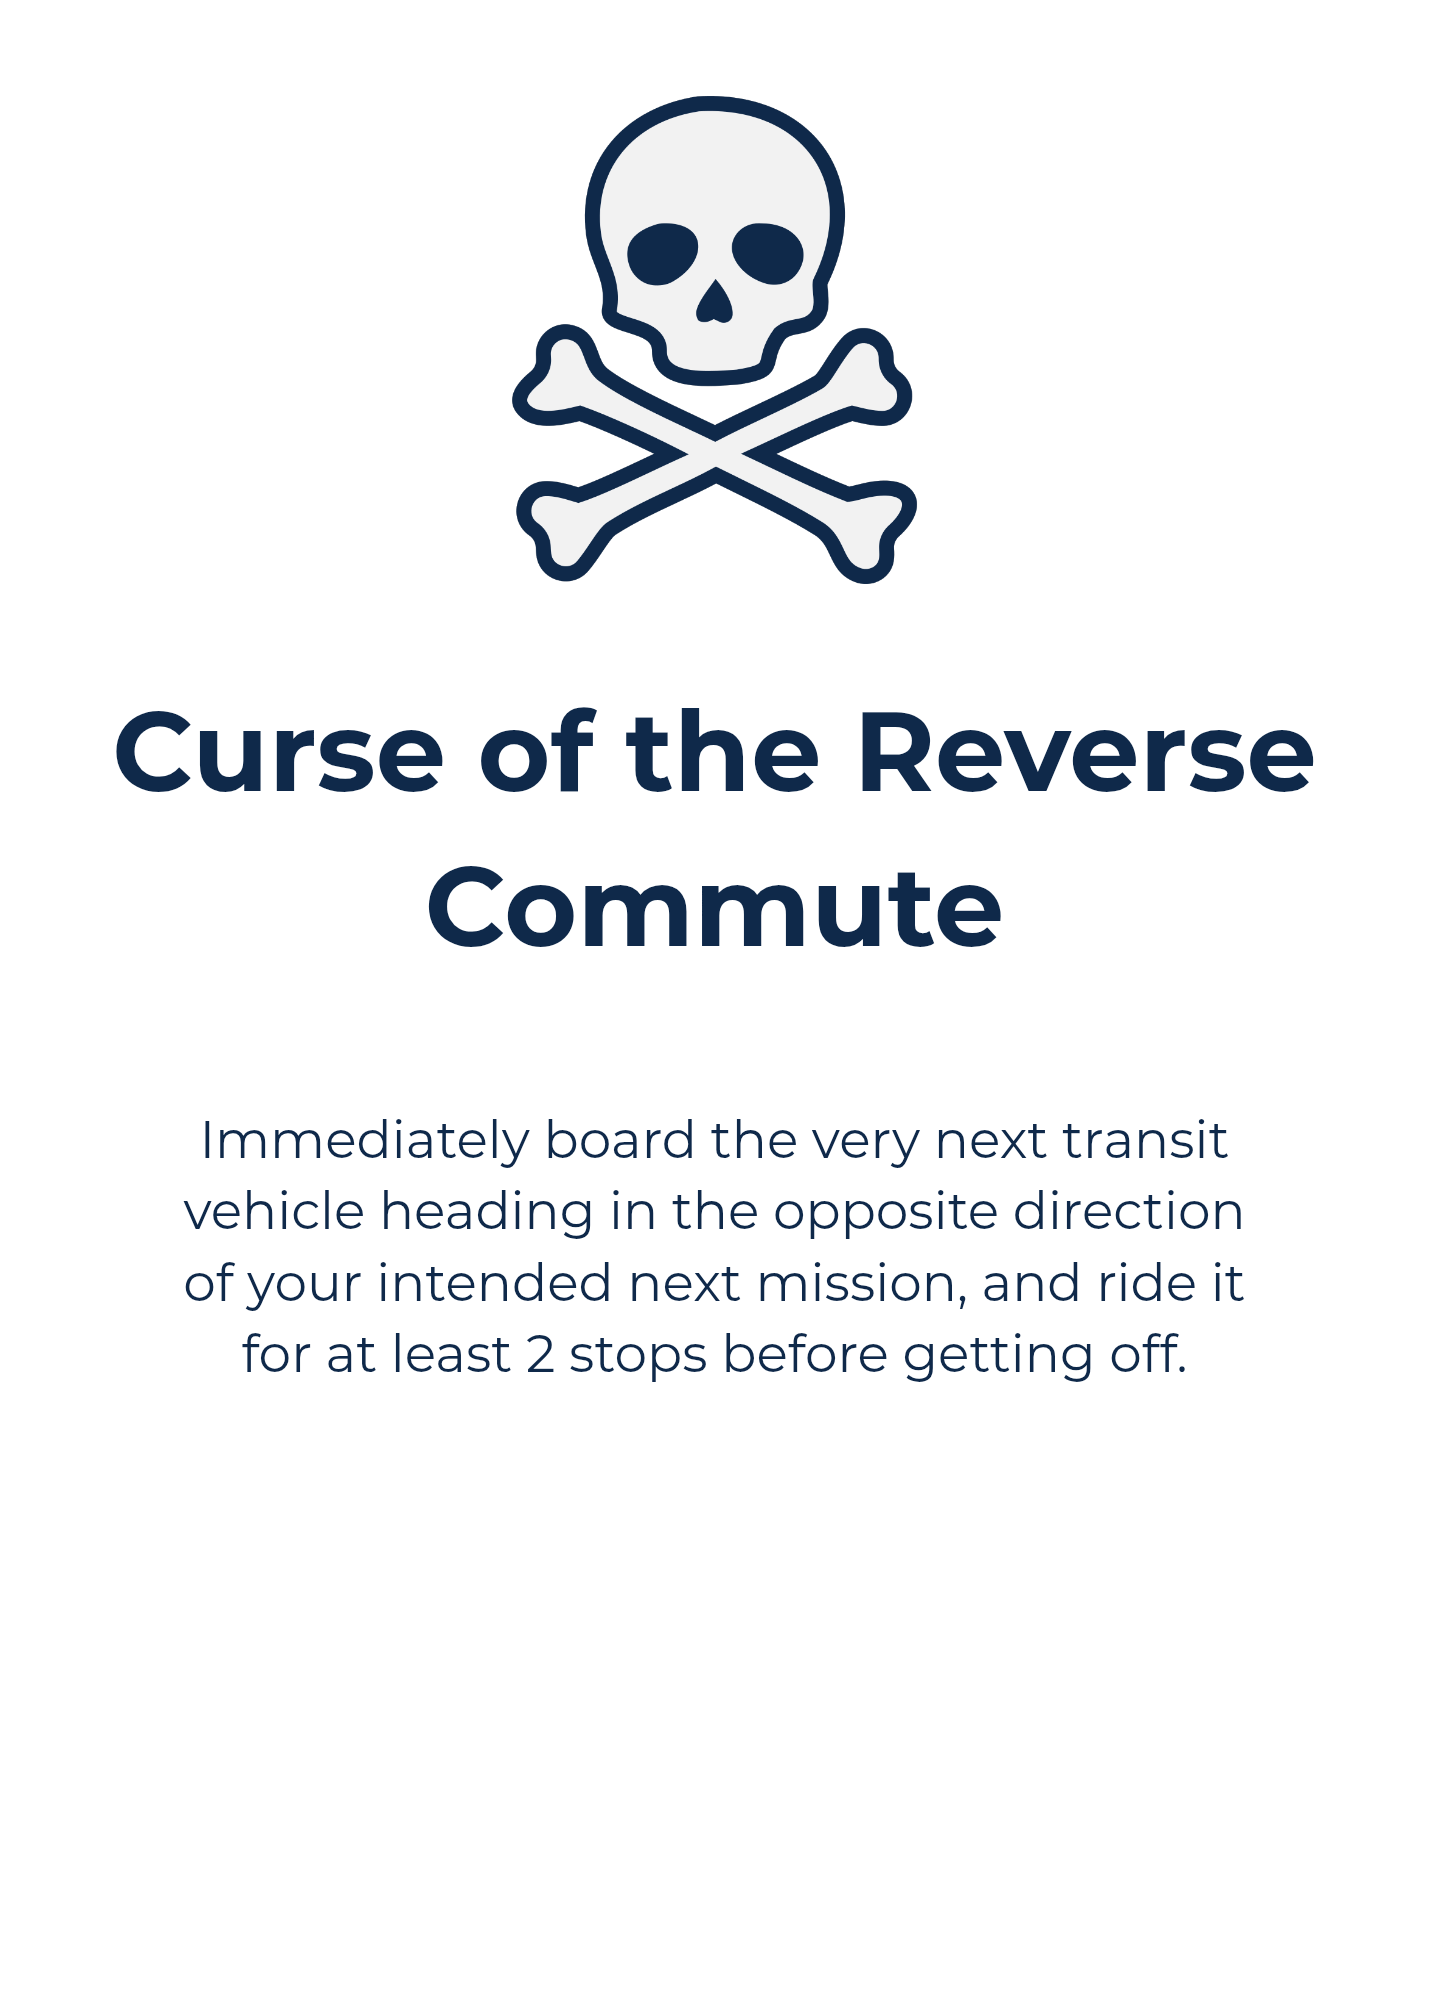 Curse of the Reverse
Commute
Immediately board the very next transit
vehicle heading in the opposite direction
of your intended next mission, and ride it
for at least 2 stops before getting off.